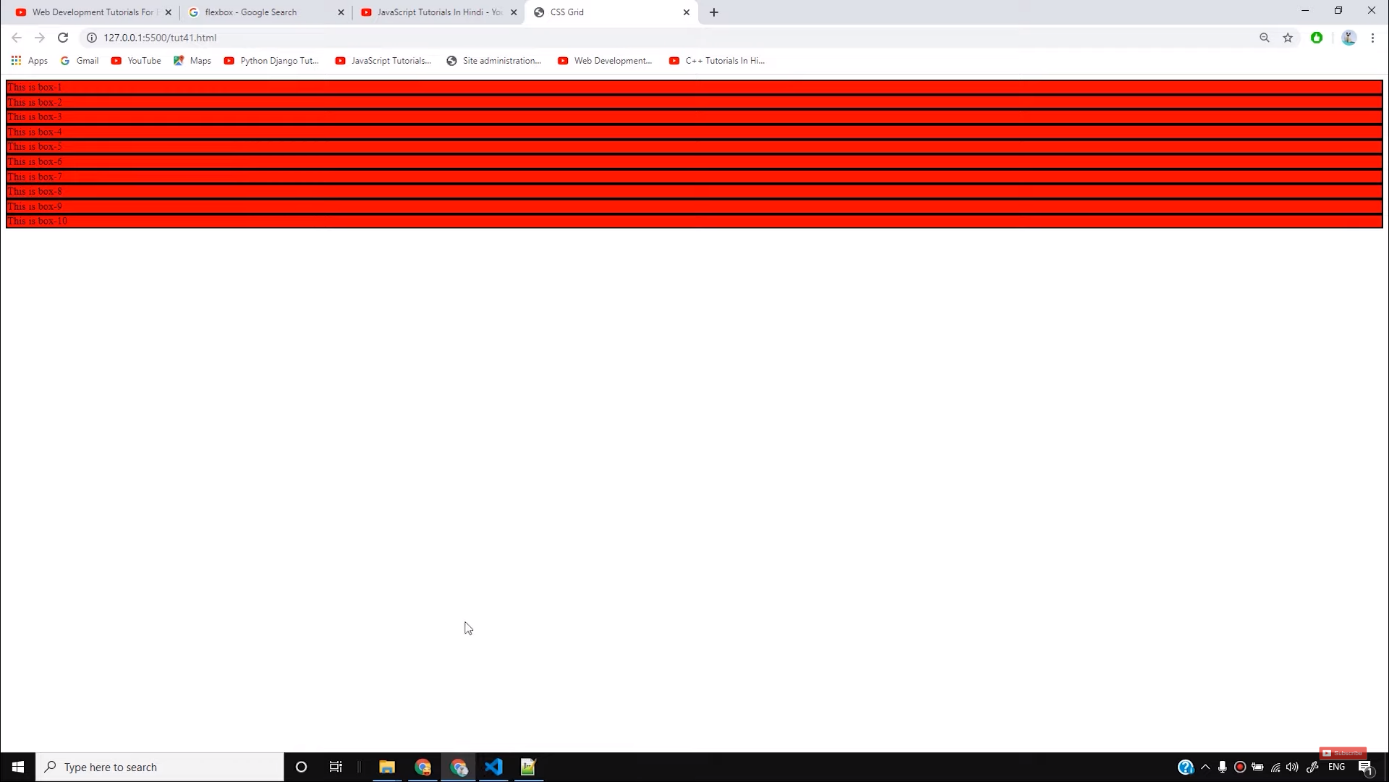 Web Development Tutorials For
flexbox - Google Search
JavaScript Tutorials In Hindi - Yo
CSS Grid
127.0.0.1:5500/tut41.html
Apps
Gmail
YouTube
Maps
Python Django Tut...
JavaScript Tutorials...
Site administration...
Web Development...
C++ Tutorials In Hi...
This is box-1
This is box-2
This is box-3
This is box-4
This is box-5
This is box-6
This is box-7
This is box-8
This is box-9
This is box-10
Type here to search
ENG
1